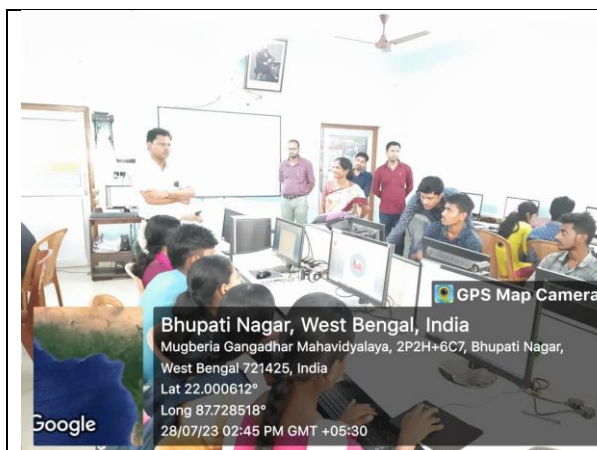 GPS Map Camera
Bhupati Nagar, West Bengal, India
Mugberia Gangadhar Mahavidyalaya, 2P2H+6C7, Bhupati Nagar,
West Bengal 721425, India
Lat 22.000612°
Long 87.728518°
28/07/23 02:45 PM GMT +05:30
Google